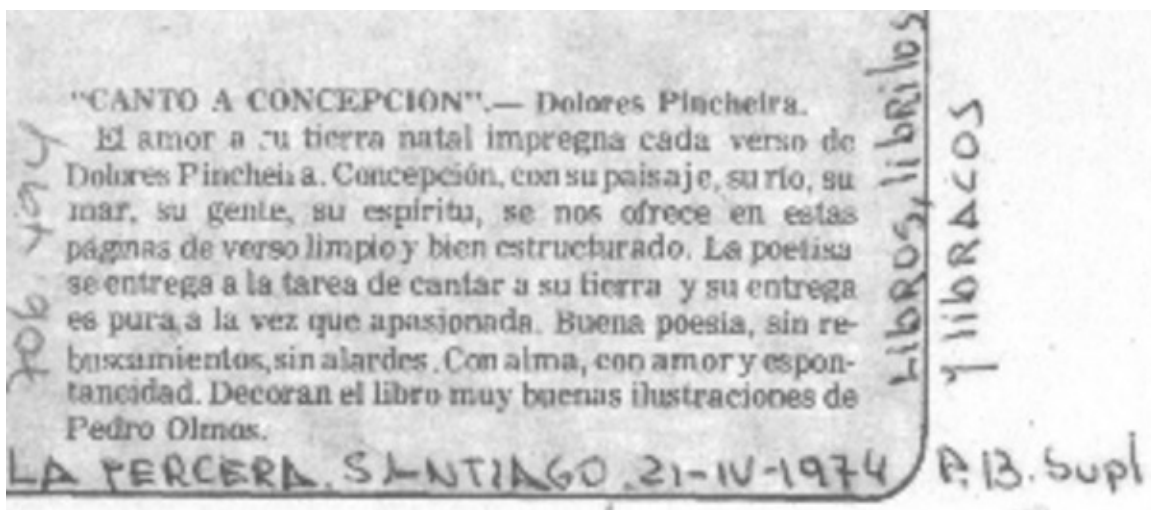 "CANTO A CONCEPCION".— Dolores Pincheira.
El amor a su tierra natal impregna cada verso de
Dolores Pincheira. Concepción, con su paisaje, su río, su
mar, su gente, su espíritu, se nos ofrece en estas
páginas de verso limpio y bien estructurado. La poetisa
se entrega a la tarea de cantar a su tierra y su entrega
es pura, a la vez que apasionada. Buena poesía, sin re-
buscamientos, sin alardes. Con alma, con amor y espon-
taneidad. Decoran el libro muy buenas ilustraciones de
Pedro Olmos.
LA TERCERA. SANTIAGO. 21-IV-1974
P. 13. Supl
LIBROS, libRillos
y libRACOS
706.494